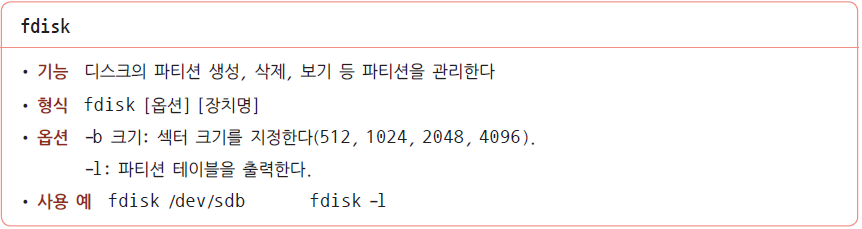 fdisk
• 기능 디스크의 파티션 생성, 삭제, 보기 등 파티션을 관리한다
• 형식 fdisk [옵션] [장치명]
• 옵션 -b 크기: 섹터 크기를 지정한다(512, 1024, 2048, 4096).
-l: 파티션 테이블을 출력한다.
• 사용 예 fdisk /dev/sdb fdisk -l